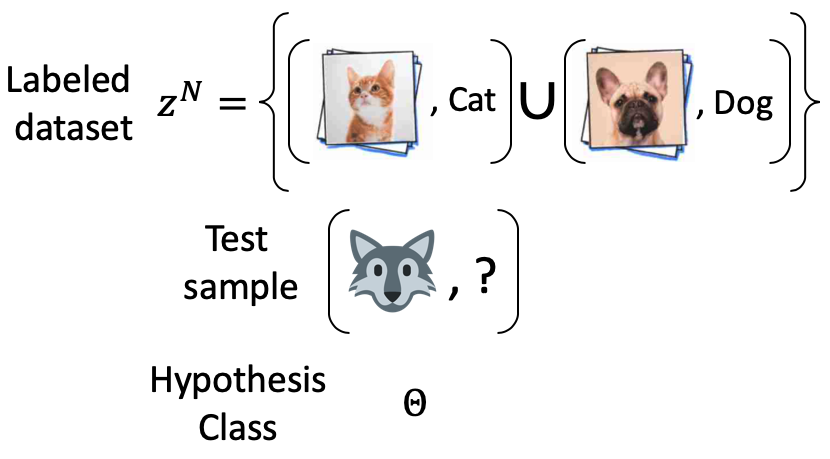 Labeled dataset z^N = { ( , Cat ) ∪ ( , Dog ) }
Test sample ( , ? )
Hypothesis Class Θ